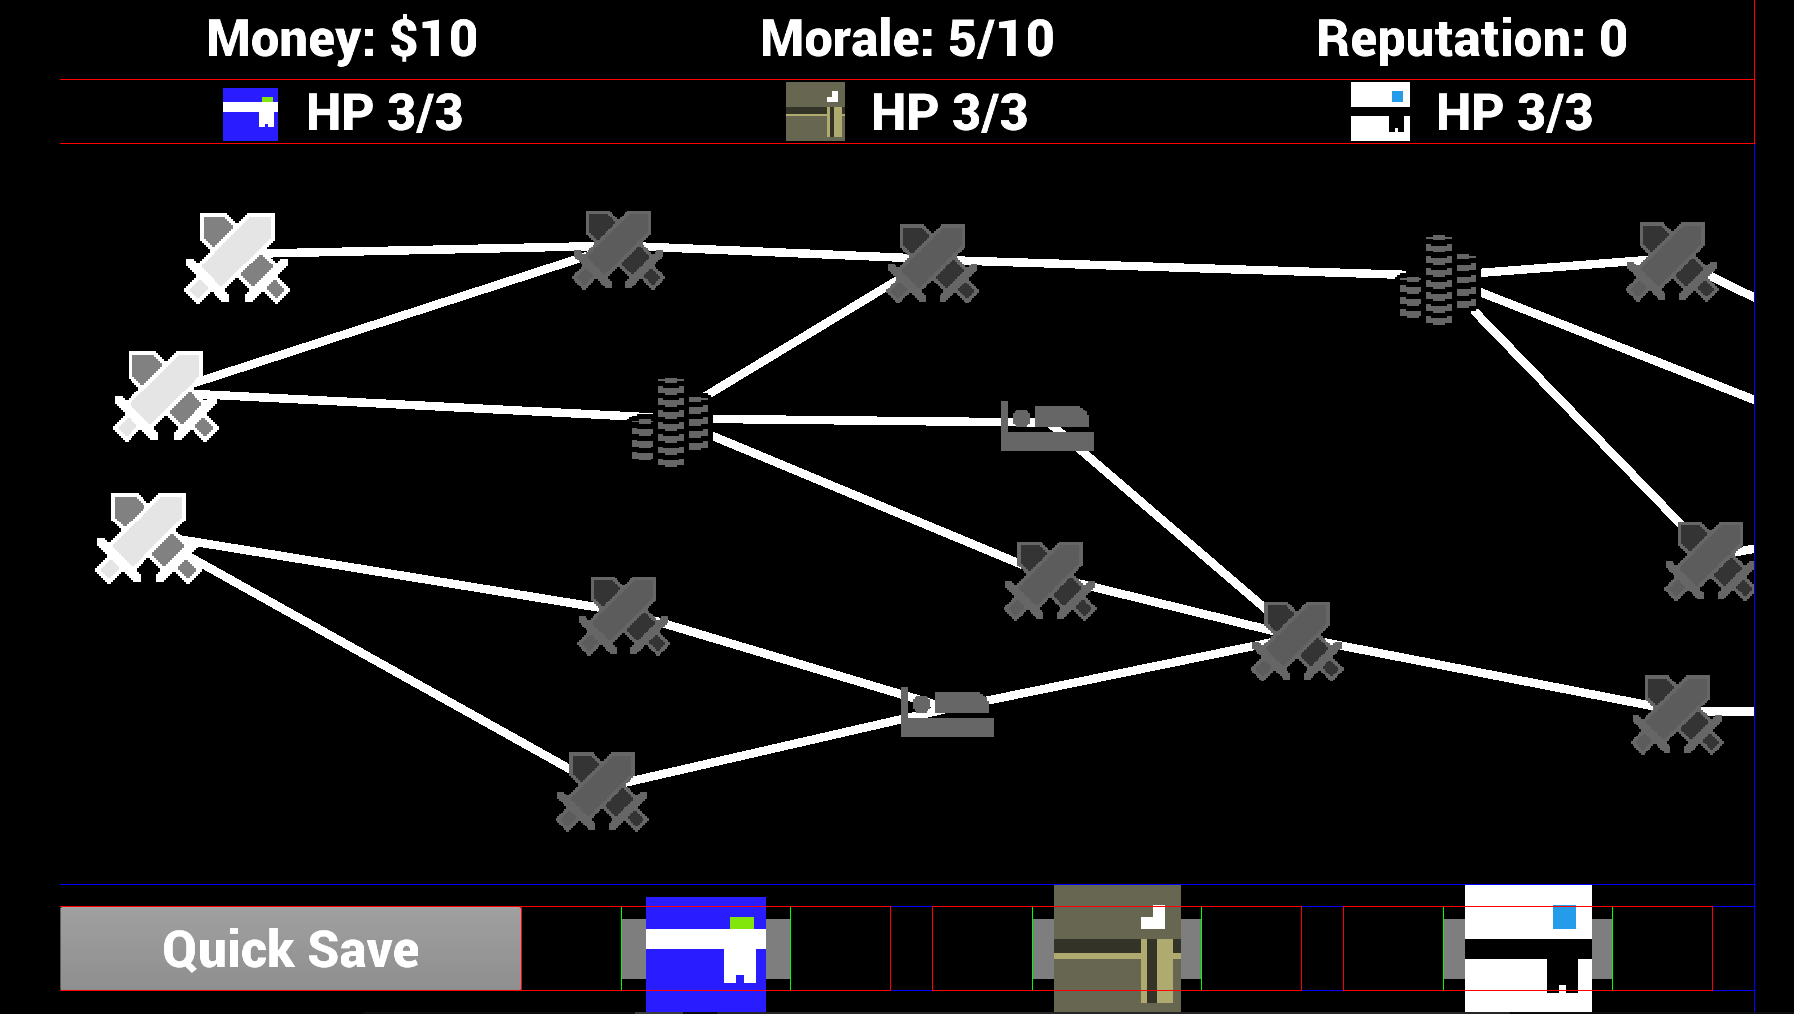 Money: $10 Morale: 5/10 Reputation: 0
HP 3/3 HP 3/3 HP 3/3
Quick Save